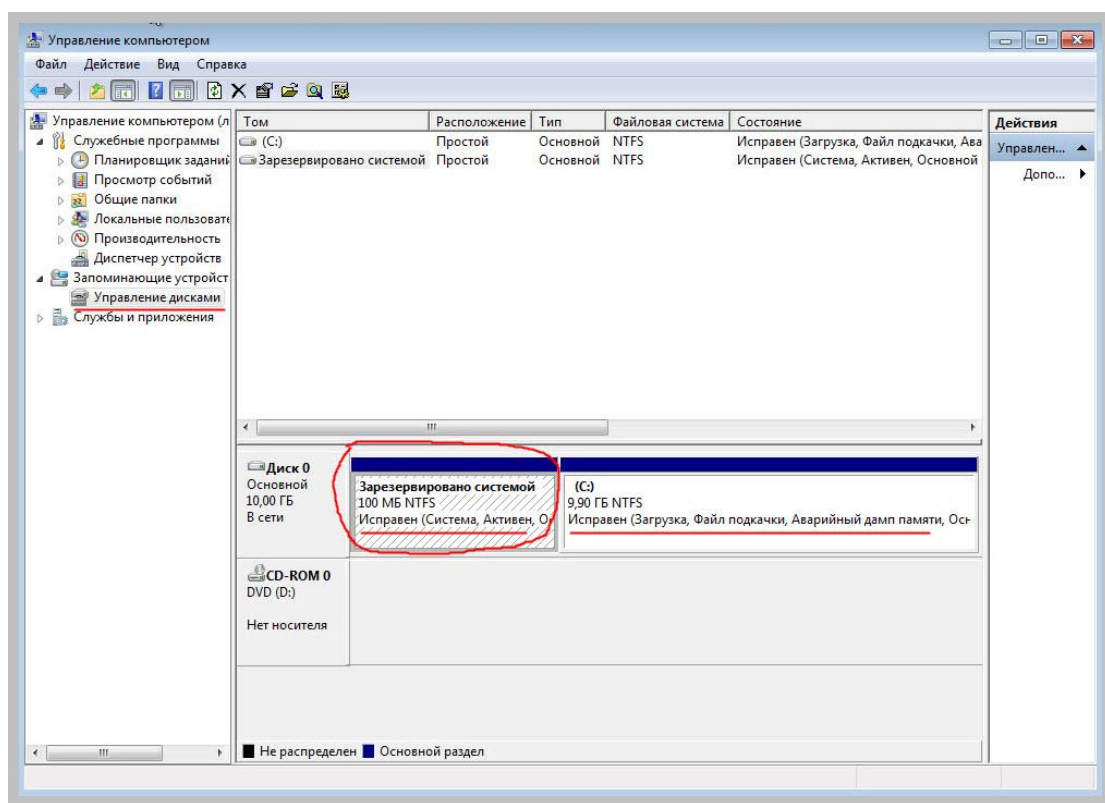 Управление компьютером
Файл Действие Вид Справка
Управление компьютером (л
Служебные программы
Планировщик заданий
Просмотр событий
Общие папки
Локальные пользовате
Производительность
Диспетчер устройств
Запоминающие устройст
Управление дисками
Службы и приложения
Том Расположение Тип Файловая система Состояние
(C:) Простой Основной NTFS Исправен (Загрузка, Файл подкачки, Ава
Зарезервировано системой Простой Основной NTFS Исправен (Система, Активен, Основной
Действия
Управлен...
Допо...
Диск 0
Основной
10,00 ГБ
В сети
Зарезервировано системой
100 МБ NTFS
Исправен (Система, Активен, О
(C:)
9,90 ГБ NTFS
Исправен (Загрузка, Файл подкачки, Аварийный дамп памяти, Осн
CD-ROM 0
DVD (D:)
Нет носителя
Не распределен Основной раздел